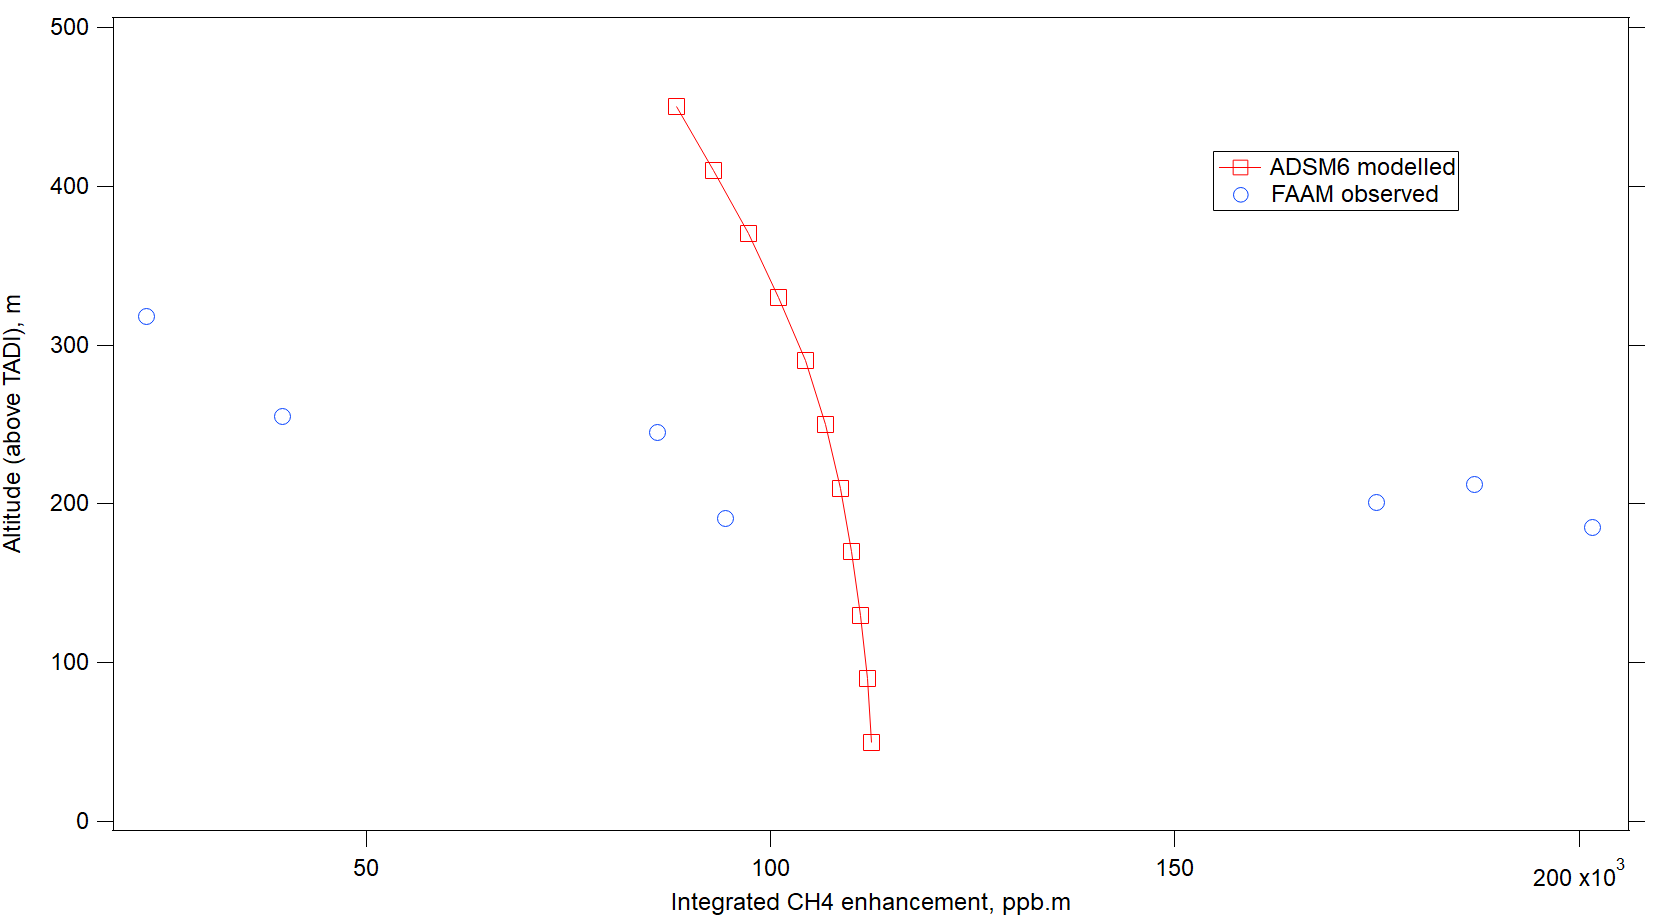 500
400
300
200
100
0
Altitude (above TADI), m
ADSM6 modelled
FAAM observed
50
100
150
200 x10³
Integrated CH4 enhancement, ppb.m